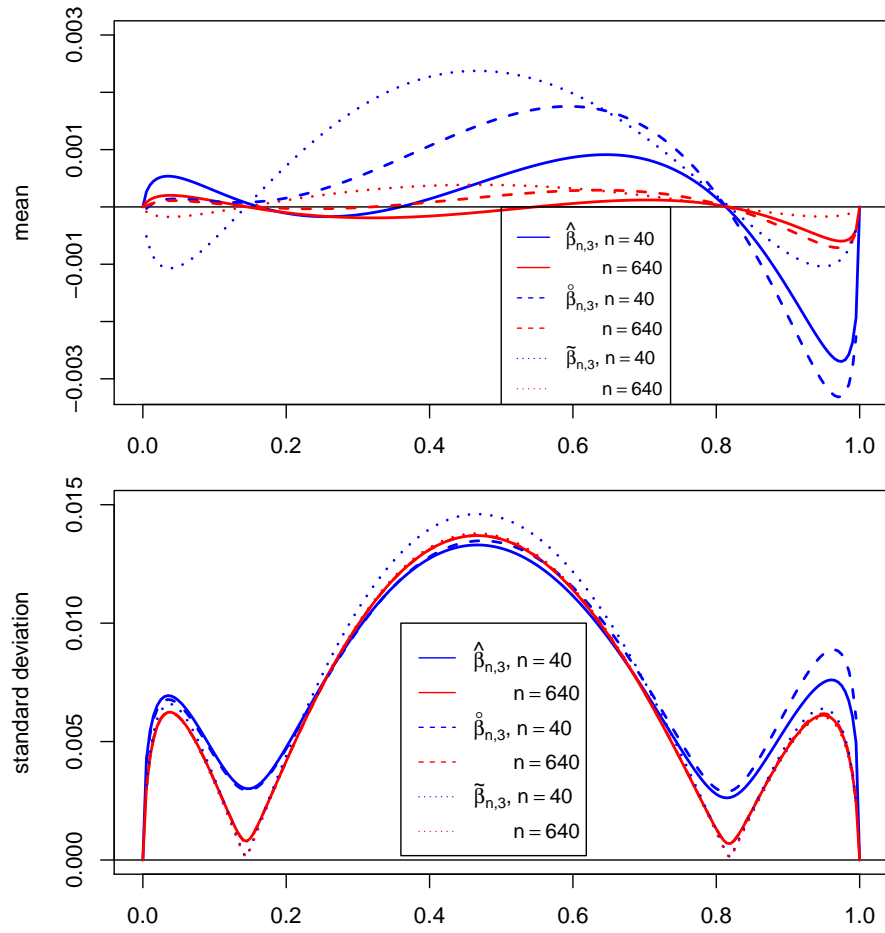 mean
0.003
0.001
−0.001
−0.003
β̂n,3, n = 40
n = 640
β̊n,3, n = 40
n = 640
β̃n,3, n = 40
n = 640
0.0 0.2 0.4 0.6 0.8 1.0
standard deviation
0.015
0.010
0.005
0.000
β̂n,3, n = 40
n = 640
β̊n,3, n = 40
n = 640
β̃n,3, n = 40
n = 640
0.0 0.2 0.4 0.6 0.8 1.0